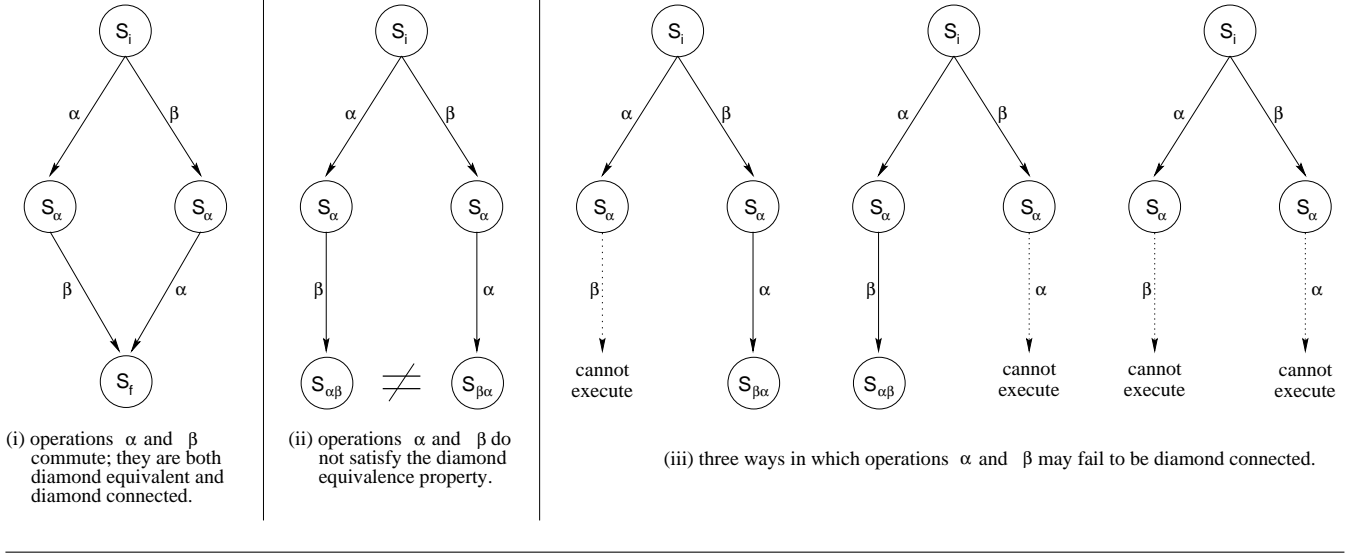 S_i
α β
S_α S_α
β α
S_f
(i) operations α and β
commute; they are both
diamond equivalent and
diamond connected.
S_i
α β
S_α S_α
β α
S_αβ ≠ S_βα
(ii) operations α and β do
not satisfy the diamond
equivalence property.
S_i S_i S_i
α β α β α β
S_α S_α S_α S_α S_α S_α
β α β α β α
cannot execute S_βα S_αβ cannot execute cannot execute cannot execute
(iii) three ways in which operations α and β may fail to be diamond connected.